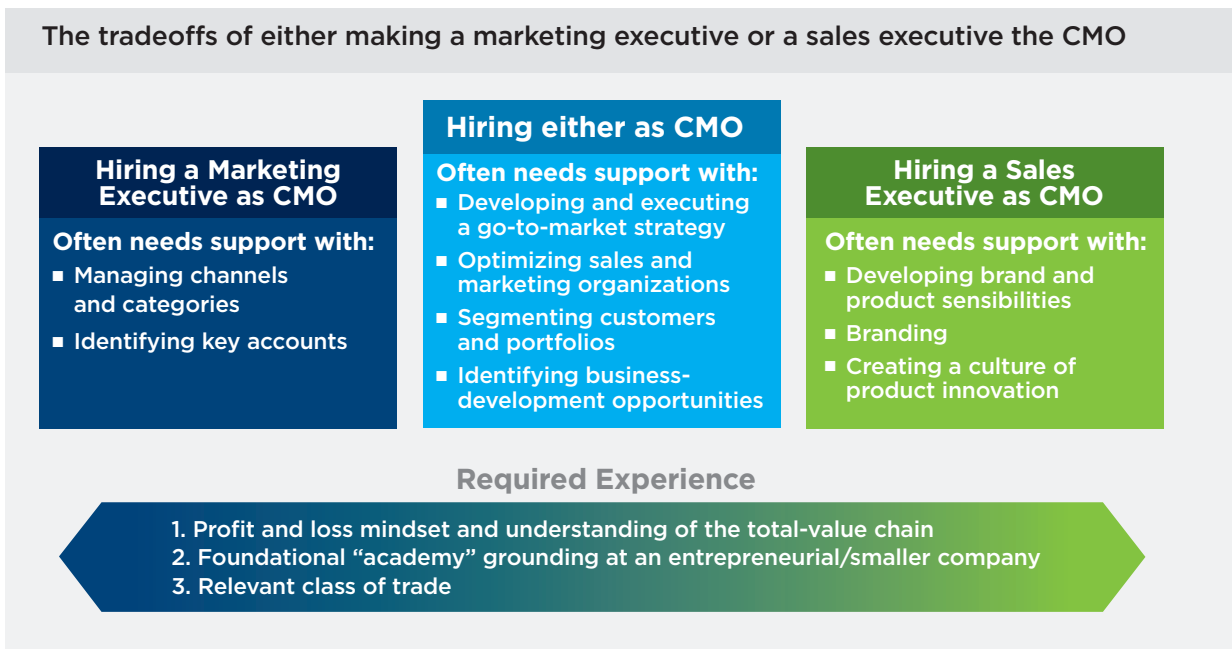 The tradeoffs of either making a marketing executive or a sales executive the CMO
Hiring a Marketing
Executive as CMO
Often needs support with:
▪ Managing channels
and categories
▪ Identifying key accounts
Hiring either as CMO
Often needs support with:
▪ Developing and executing
a go-to-market strategy
▪ Optimizing sales and
marketing organizations
▪ Segmenting customers
and portfolios
▪ Identifying business-
development opportunities
Hiring a Sales
Executive as CMO
Often needs support with:
▪ Developing brand and
product sensibilities
▪ Branding
▪ Creating a culture of
product innovation
Required Experience
1. Profit and loss mindset and understanding of the total-value chain
2. Foundational “academy” grounding at an entrepreneurial/smaller company
3. Relevant class of trade